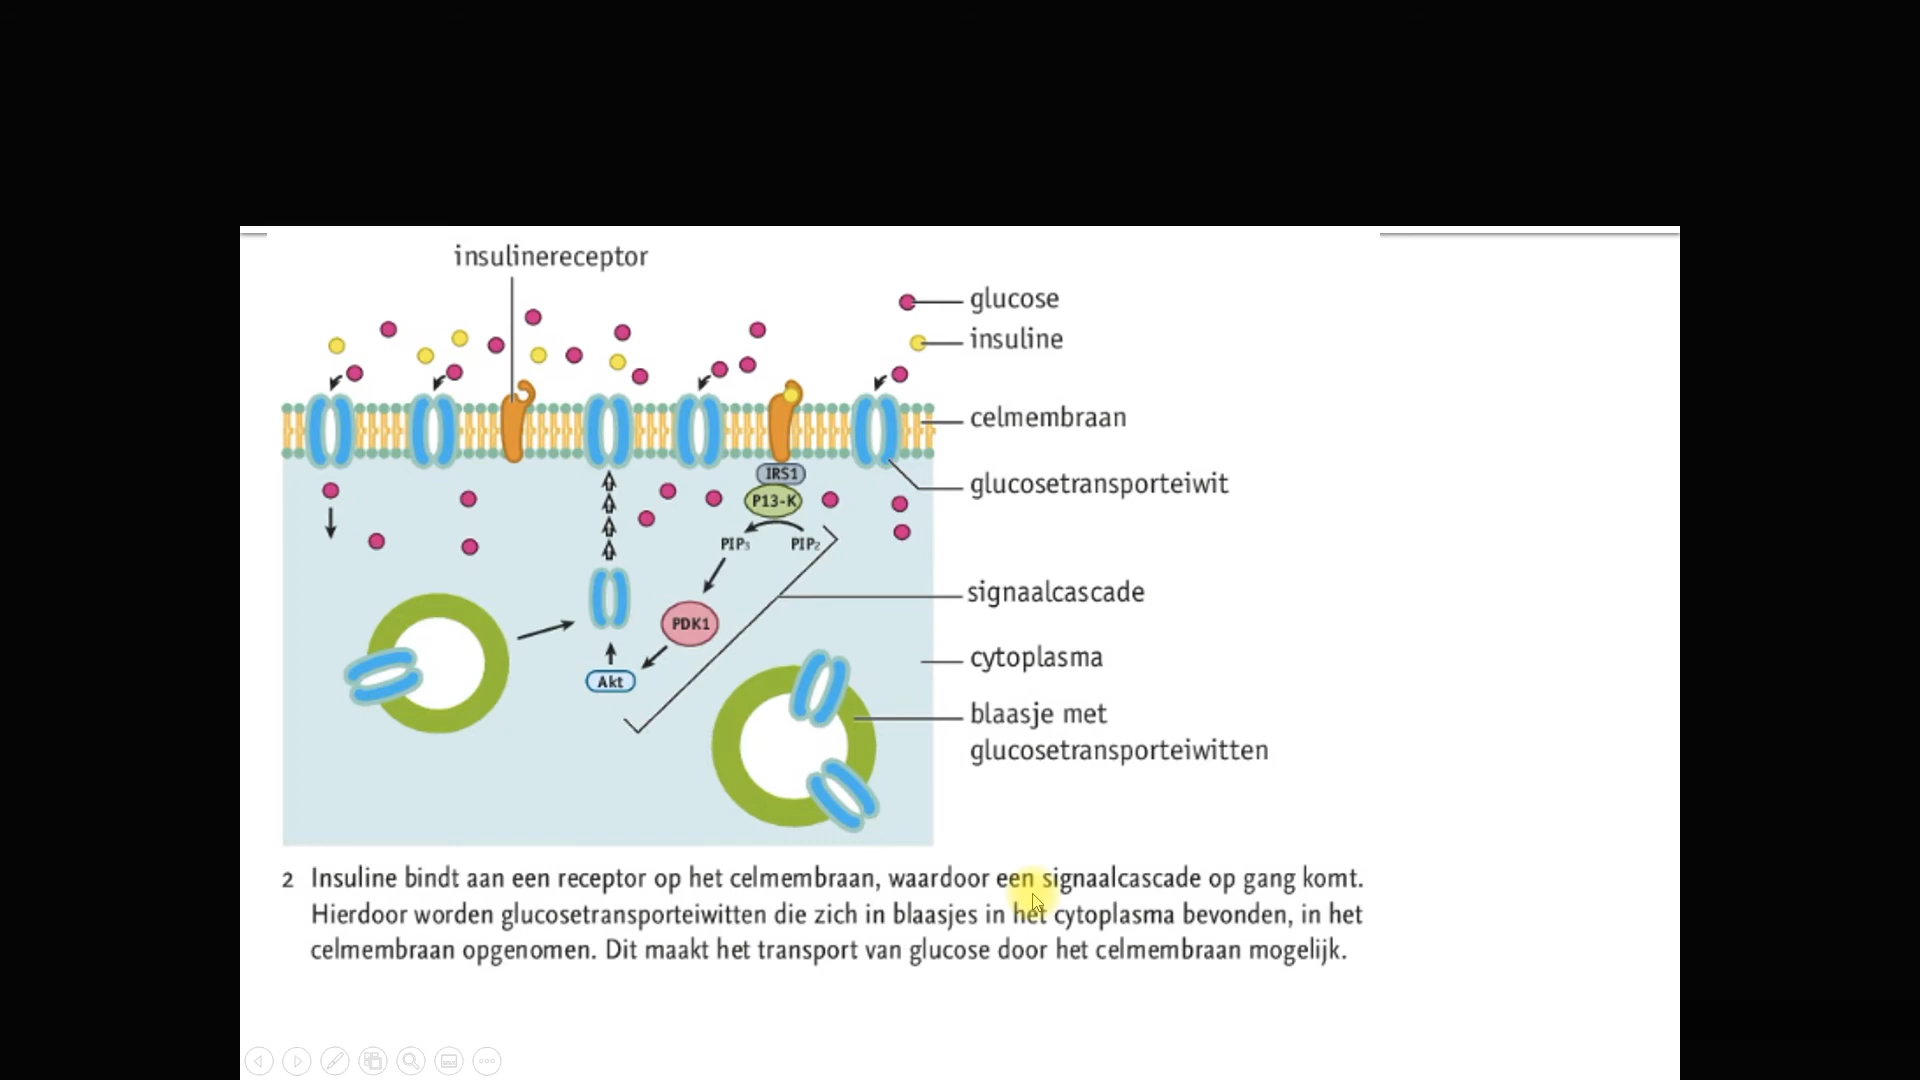 insulinereceptor
glucose
insuline
celmembraan
glucosetransporteiwit
IRS1
P13-K
PIP₃ PIP₂
signaalcascade
PDK1
cytoplasma
Akt
blaasje met
glucosetransporteiwitten
2 Insuline bindt aan een receptor op het celmembraan, waardoor een signaalcascade op gang komt.
Hierdoor worden glucosetransporteiwitten die zich in blaasjes in het cytoplasma bevonden, in het
celmembraan opgenomen. Dit maakt het transport van glucose door het celmembraan mogelijk.